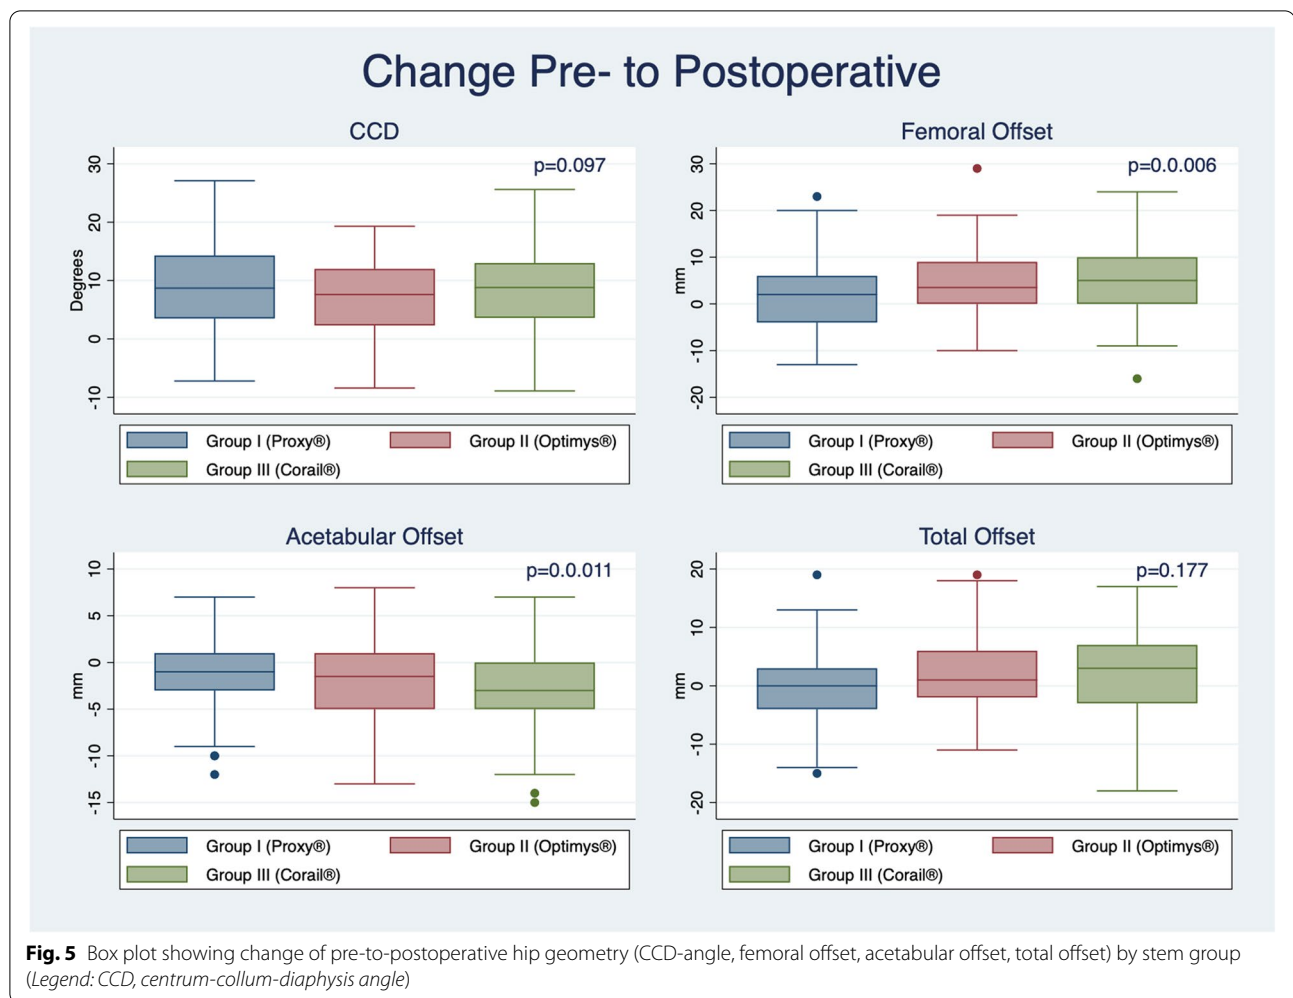 Change Pre- to Postoperative
CCD
p=0.097
30
20
10
0
-10
Degrees
Group I (Proxy®)
Group II (Optimys®)
Group III (Corail®)
Femoral Offset
p=0.0.006
30
20
10
0
-10
-20
mm
Group I (Proxy®)
Group II (Optimys®)
Group III (Corail®)
Acetabular Offset
p=0.0.011
10
5
0
-5
-10
-15
mm
Group I (Proxy®)
Group II (Optimys®)
Group III (Corail®)
Total Offset
p=0.177
20
10
0
-10
-20
mm
Group I (Proxy®)
Group II (Optimys®)
Group III (Corail®)
Fig. 5 Box plot showing change of pre-to-postoperative hip geometry (CCD-angle, femoral offset, acetabular offset, total offset) by stem group
(Legend: CCD, centrum-collum-diaphysis angle)